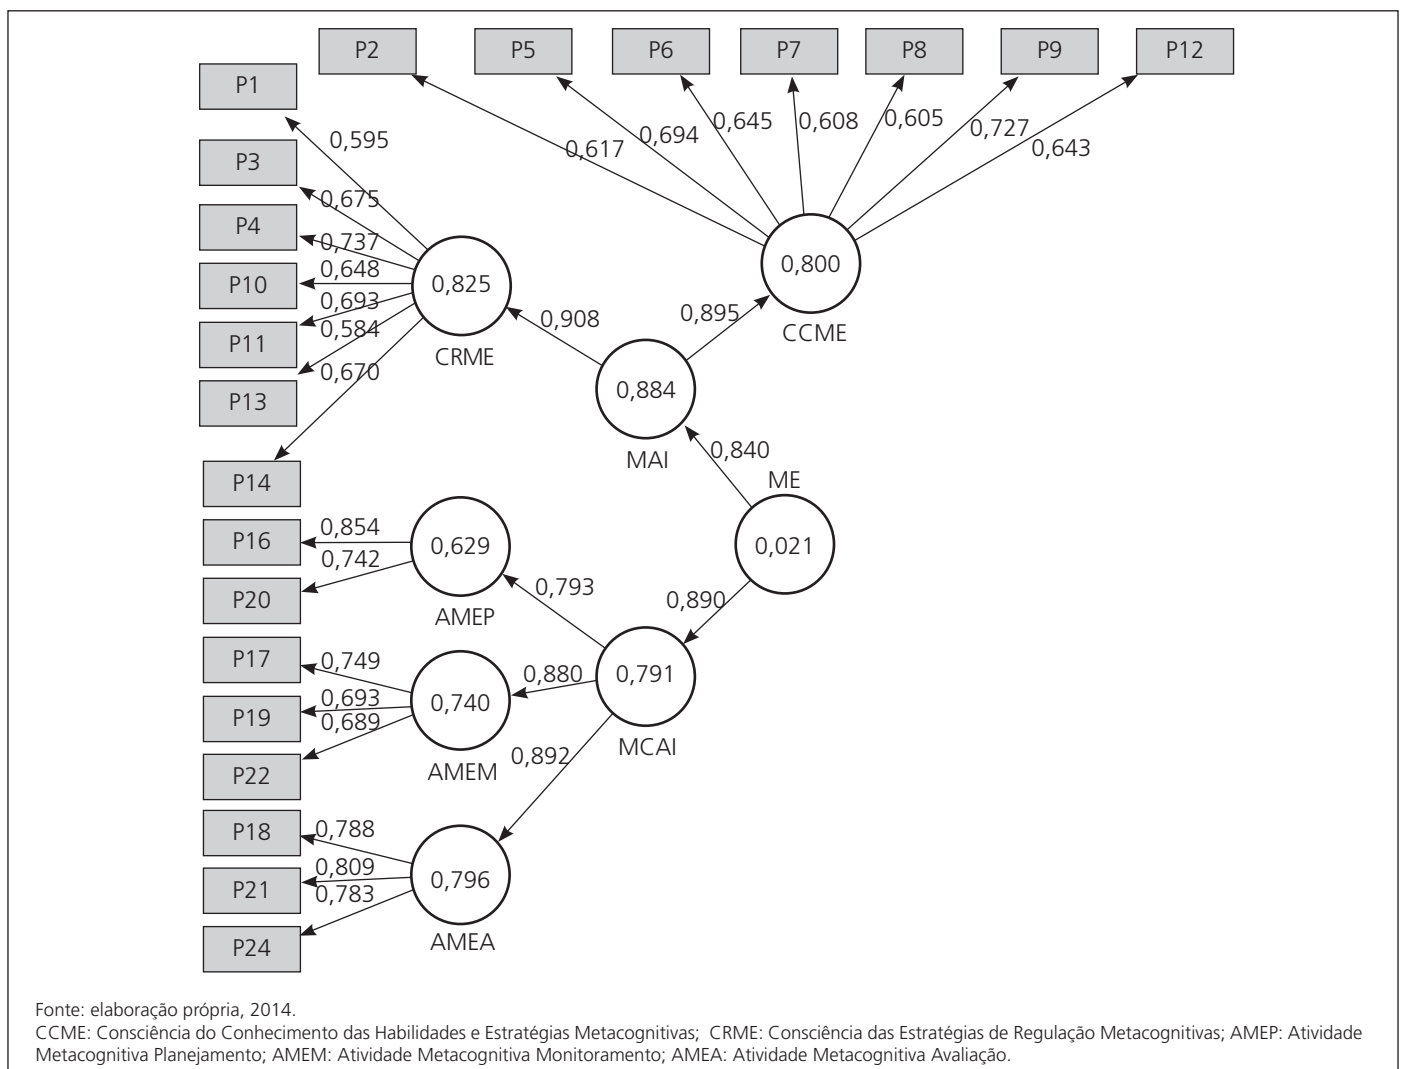 P2 P5 P6 P7 P8 P9 P12
P1
0,617 0,694 0,645 0,608 0,605 0,727 0,643
0,595
P3
0,675
P4
0,737
P10
0,648
0,693
P11
0,584
P13
0,670
P14
0,825
CRME
0,800
CCME
0,908
0,895
0,884
MAI
0,840
ME
0,021
P16
0,854
0,742
P20
0,629
AMEP
0,793
0,890
P17
0,749
0,693
P19
0,689
P22
0,740
AMEM
0,880
0,791
MCAI
0,892
P18
0,788
0,809
P21
0,783
P24
0,796
AMEA
Fonte: elaboração própria, 2014.
CCME: Consciência do Conhecimento das Habilidades e Estratégias Metacognitivas; CRME: Consciência das Estratégias de Regulação Metacognitivas; AMEP: Atividade
Metacognitiva Planejamento; AMEM: Atividade Metacognitiva Monitoramento; AMEA: Atividade Metacognitiva Avaliação.